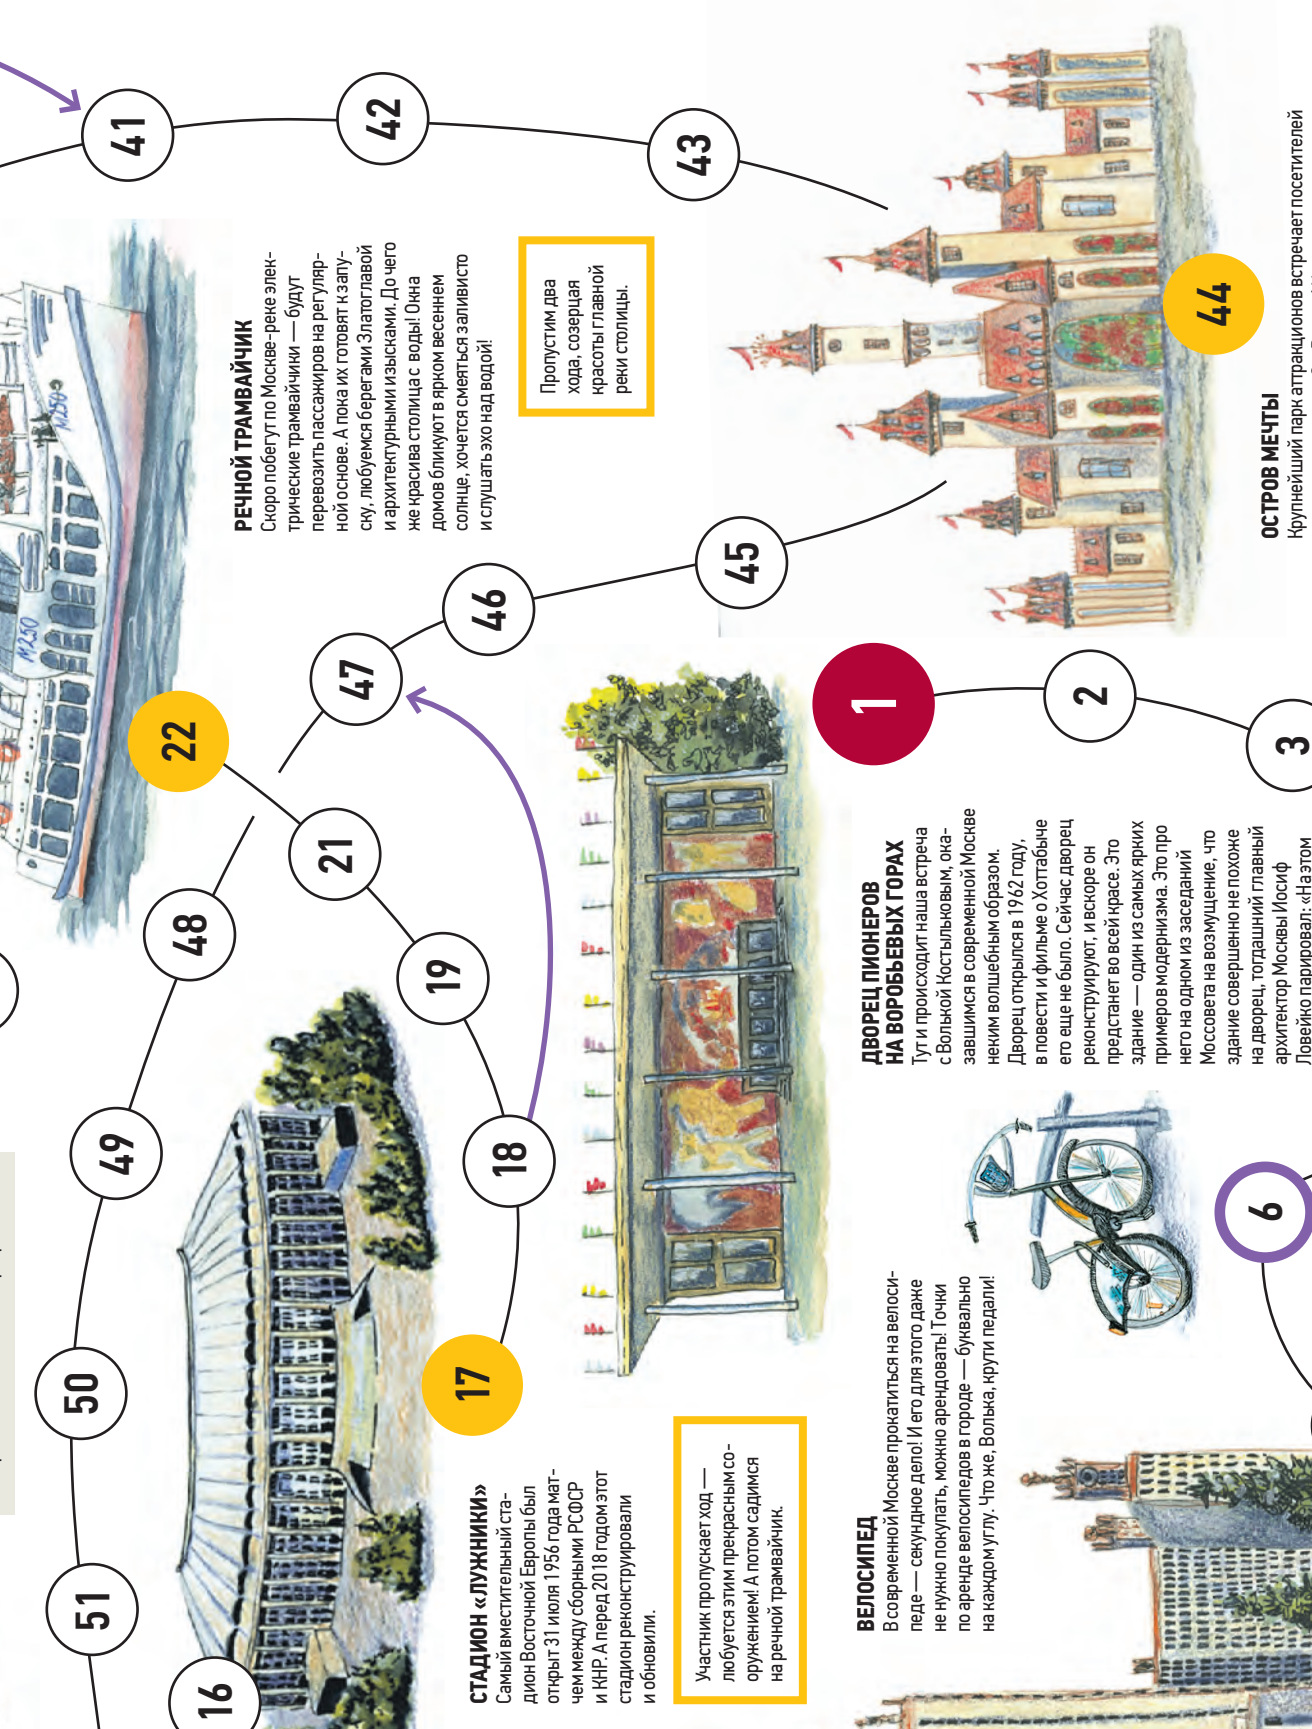 16
51
50
49
48
41
22
РЕЧНОЙ ТРАМВАЙЧИК
Скоро побегут по Москве-реке элек-
трические трамвайчики — будут
перевозить пассажиров на регуляр-
ной основе. А пока их готовят к запу-
ску, любуемся берегами Златоглавой
и архитектурными изысками. До чего
же красива столица с воды! Окна
домов бликуют в ярком весеннем
солнце, хочется смеяться заливисто
и слушать эхо над водой!
М250
М250
42
21
47
19
46
17
18
СТАДИОН «ЛУЖНИКИ»
Самый вместительный ста-
дион Восточной Европы был
открыт 31 июля 1956 года мат-
чем между сборными РСФСР
и КНР. А перед 2018 годом этот
стадион реконструировали
и обновили.
Пропустим два
хода, созерцая
красоты главной
реки столицы.
43
45
Участник пропускает ход —
любуется этим прекрасным со-
оружением! А потом садимся
на речной трамвайчик.
1
ВЕЛОСИПЕД
В современной Москве прокатиться на велоси-
педе — секундное дело! И его для этого даже
не нужно покупать, можно арендовать! Точки
по аренде велосипедов в городе — буквально
на каждом углу. Что же, Волька, крути педали!
ДВОРЕЦ ПИОНЕРОВ
НА ВОРОБЬЕВЫХ ГОРАХ
Тут и происходит наша встреча
с Волькой Костыльковым, ока-
завшимся в современной Москве
неким волшебным образом.
Дворец открылся в 1962 году,
в повести и фильме о Хоттабыче
его еще не было. Сейчас дворец
реконструируют, и вскоре он
предстанет во всей красе. Это
здание — один из самых ярких
примеров модернизма. Это про
него на одном из заседаний
Моссовета на возмущение, что
здание совершенно не похоже
на дворец, тогдашний главный
архитектор Москвы Иосиф
Ловейко парировал: «На этом
2
44
6
3
ОСТРОВ МЕЧТЫ
Крупнейший парк аттракционов встречает посетителей